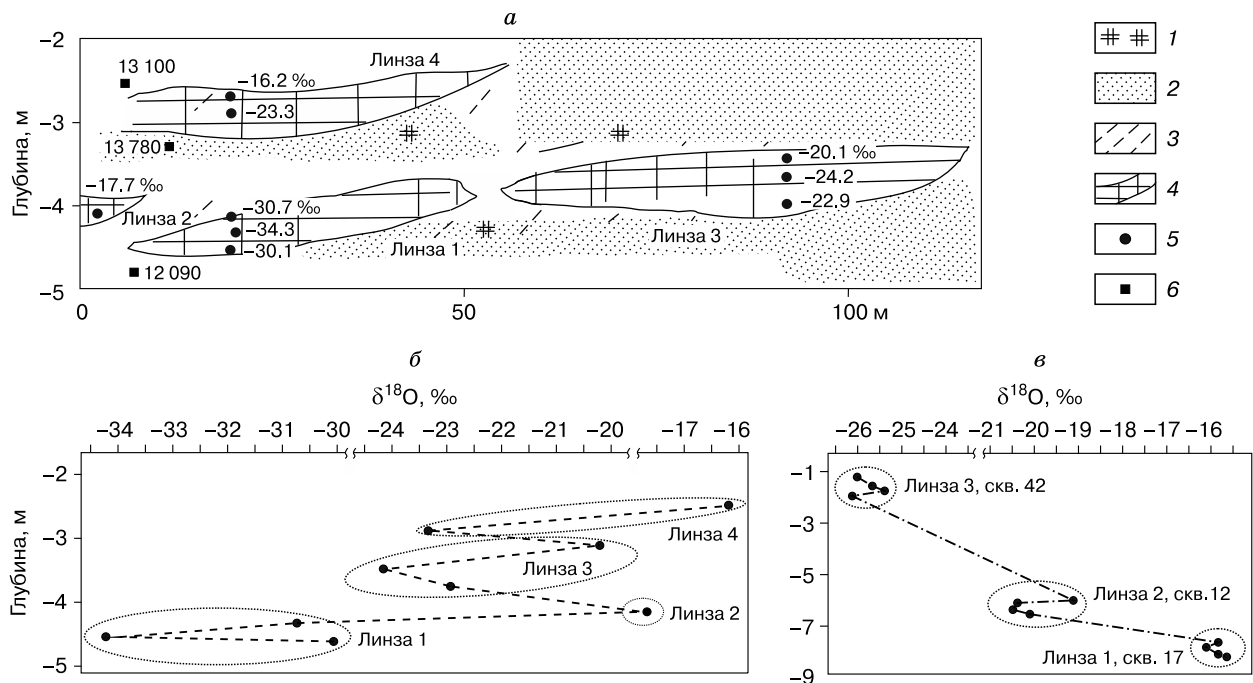 а
Глубина, м
−2
−3
−4
−5
13 100
−16.2 ‰
−23.3
Линза 4
13 780
−17.7 ‰
Линза 2
−30.7 ‰
−34.3
−30.1
Линза 1
12 090
−20.1 ‰
−24.2
−22.9
Линза 3
0 50 100 м
1
2
3
4
5
6
б
δ18O, ‰
−34 −33 −32 −31 −30 −24 −23 −22 −21 −20 −17 −16
Глубина, м
−2
−3
−4
−5
Линза 4
Линза 3
Линза 2
Линза 1
в
δ18O, ‰
−26 −25 −21 −20 −19 −18 −17 −16
−1
−3
−5
−7
−9
Линза 3, скв. 42
Линза 2, скв.12
Линза 1, скв. 17